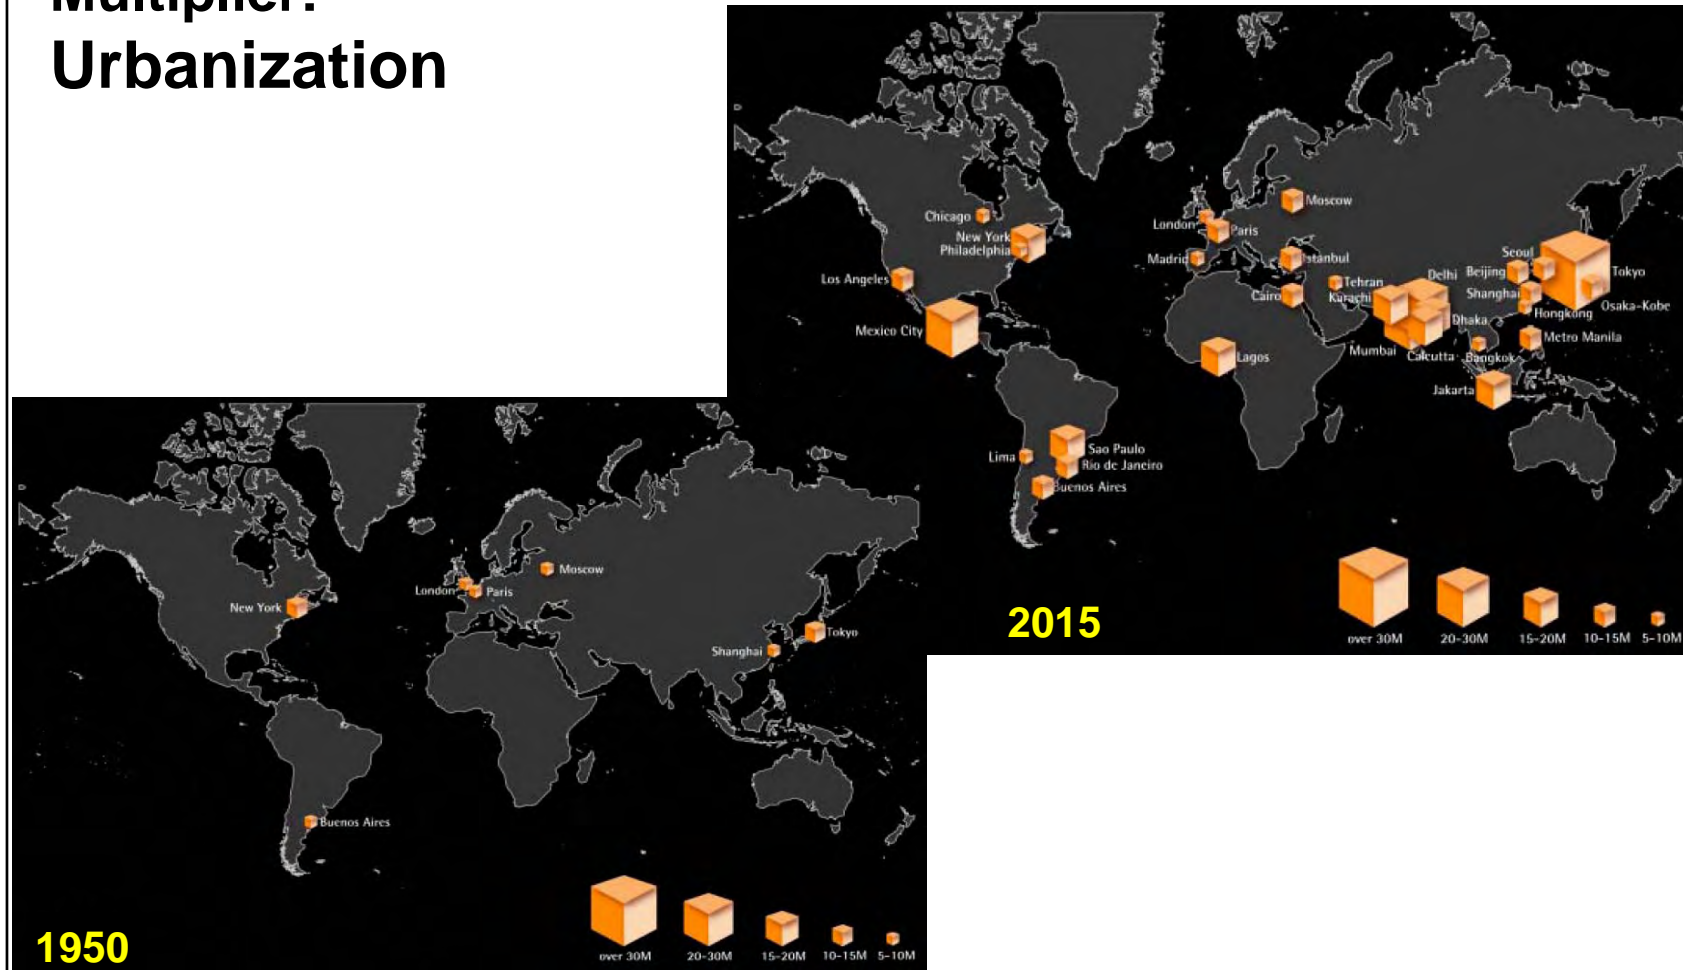 Multiplier:
Urbanization
Chicago
New York
Philadelphia
Los Angeles
Mexico City
London
Paris
Moscow
Madrid
Istanbul
Cairo
Tehran
Karachi
Delhi
Beijing
Seoul
Tokyo
Shanghai
Osaka-Kobe
Hongkong
Dhaka
Mumbai
Calcutta
Bangkok
Metro Manila
Jakarta
Lagos
Lima
Sao Paulo
Rio de Janeiro
Buenos Aires
2015
over 30M 20-30M 15-20M 10-15M 5-10M
London
Paris
Moscow
New York
Tokyo
Shanghai
Buenos Aires
1950
over 30M 20-30M 15-20M 10-15M 5-10M